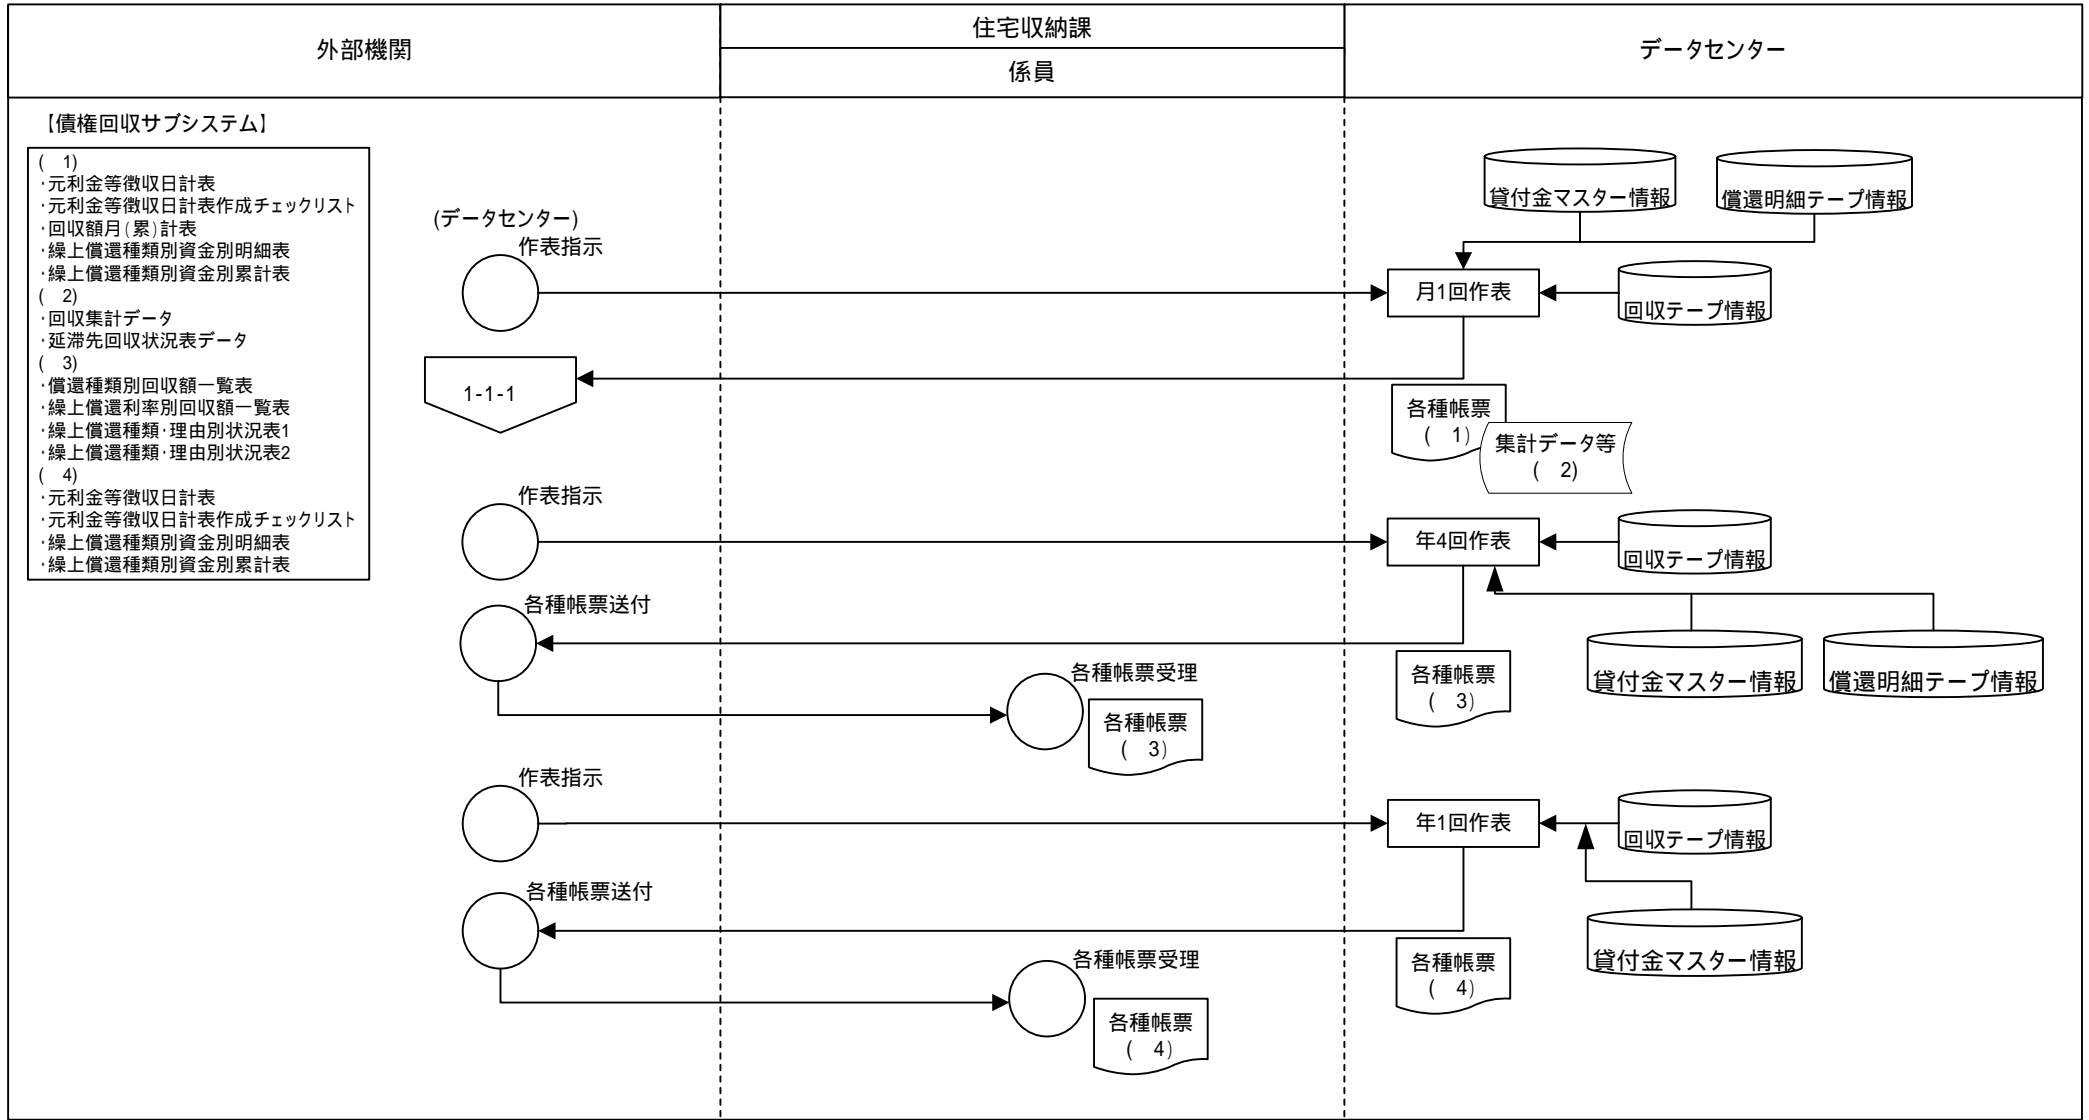 外部機関
住宅収納課
係員
データセンター
【債権回収サブシステム】
(　1)
･元利金等徴収日計表
･元利金等徴収日計表作成チェックリスト
･回収額月(累)計表
･繰上償還種類別資金別明細表
･繰上償還種類別資金別累計表
(　2)
･回収集計データ
･延滞先回収状況表データ
(　3)
･償還種類別回収額一覧表
･繰上償還利率別回収額一覧表
･繰上償還種類･理由別状況表1
･繰上償還種類･理由別状況表2
(　4)
･元利金等徴収日計表
･元利金等徴収日計表作成チェックリスト
･繰上償還種類別資金別明細表
･繰上償還種類別資金別累計表
(データセンター)
作表指示
貸付金マスター情報
償還明細テープ情報
月1回作表
回収テープ情報
1-1-1
各種帳票
(　1)
集計データ等
(　2)
作表指示
年4回作表
回収テープ情報
各種帳票送付
貸付金マスター情報
償還明細テープ情報
各種帳票
(　3)
各種帳票受理
各種帳票
(　3)
作表指示
年1回作表
回収テープ情報
各種帳票送付
貸付金マスター情報
各種帳票
(　4)
各種帳票受理
各種帳票
(　4)